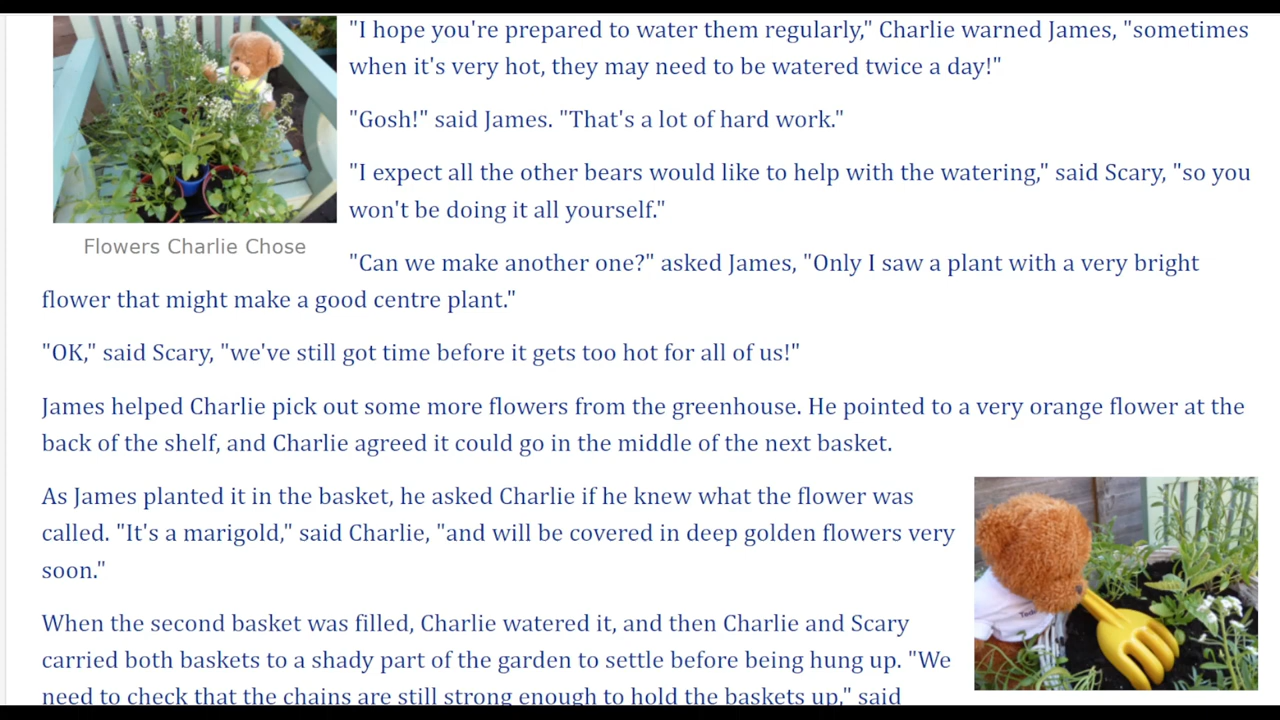 "I hope you're prepared to water them regularly," Charlie warned James, "sometimes
when it's very hot, they may need to be watered twice a day!"
"Gosh!" said James. "That's a lot of hard work."
"I expect all the other bears would like to help with the watering," said Scary, "so you
won't be doing it all yourself."
Flowers Charlie Chose
"Can we make another one?" asked James, "Only I saw a plant with a very bright
flower that might make a good centre plant."
"OK," said Scary, "we've still got time before it gets too hot for all of us!"
James helped Charlie pick out some more flowers from the greenhouse. He pointed to a very orange flower at the
back of the shelf, and Charlie agreed it could go in the middle of the next basket.
As James planted it in the basket, he asked Charlie if he knew what the flower was
called. "It's a marigold," said Charlie, "and will be covered in deep golden flowers very
soon."
When the second basket was filled, Charlie watered it, and then Charlie and Scary
carried both baskets to a shady part of the garden to settle before being hung up. "We
need to check that the chains are still strong enough to hold the baskets up," said